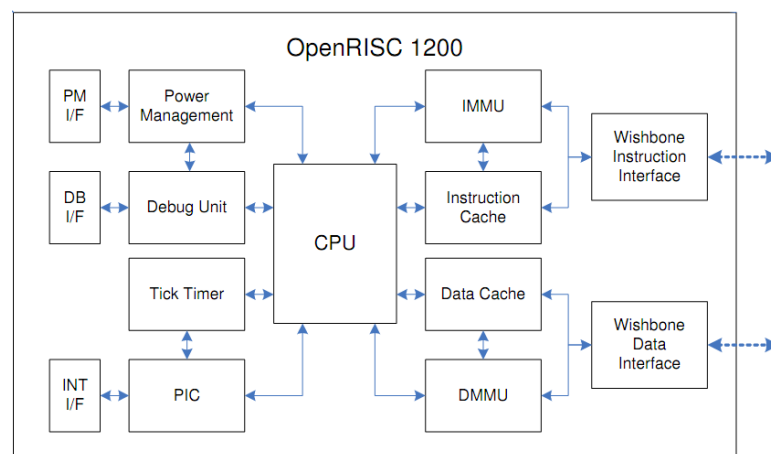 OpenRISC 1200
PM
I/F
Power
Management
IMMU
Wishbone
Instruction
Interface
DB
I/F
Debug Unit
CPU
Instruction
Cache
Tick Timer
Data Cache
Wishbone
Data
Interface
INT
I/F
PIC
DMMU